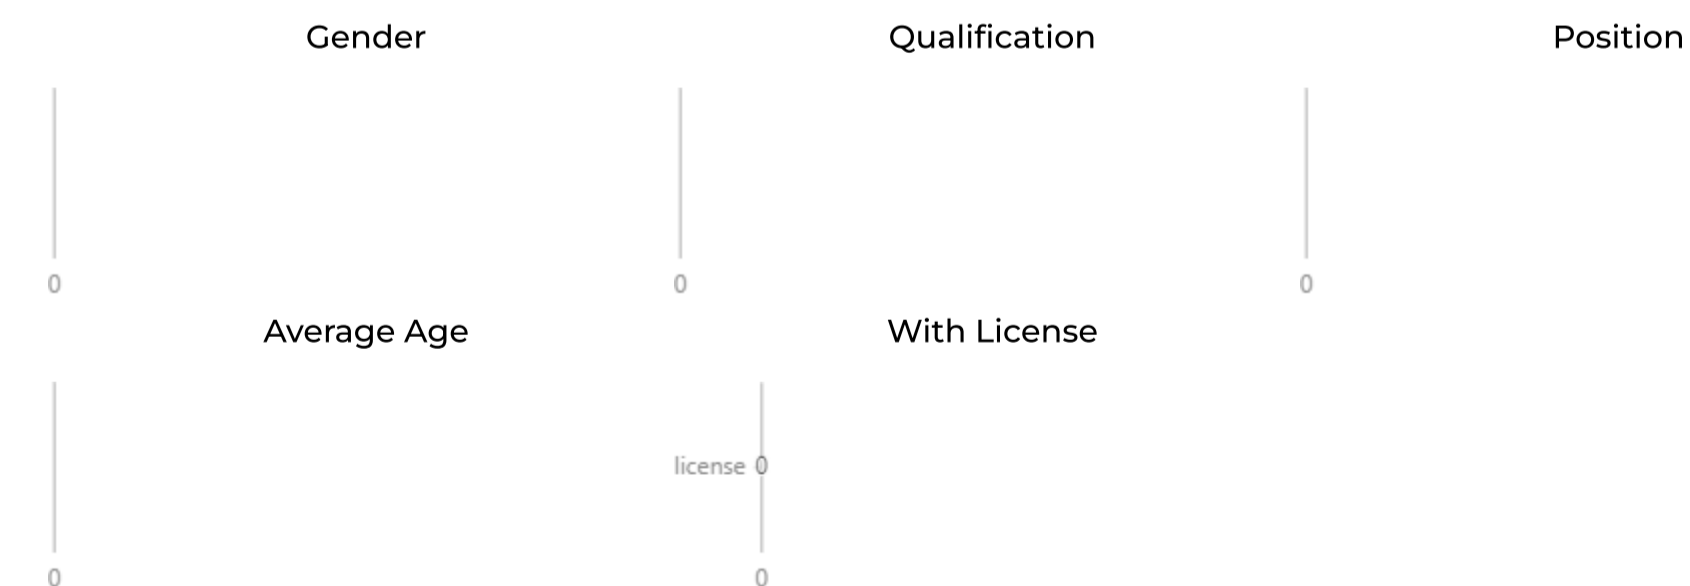 Gender Qualification Position
0 0 0
Average Age With License
license 0
0 0